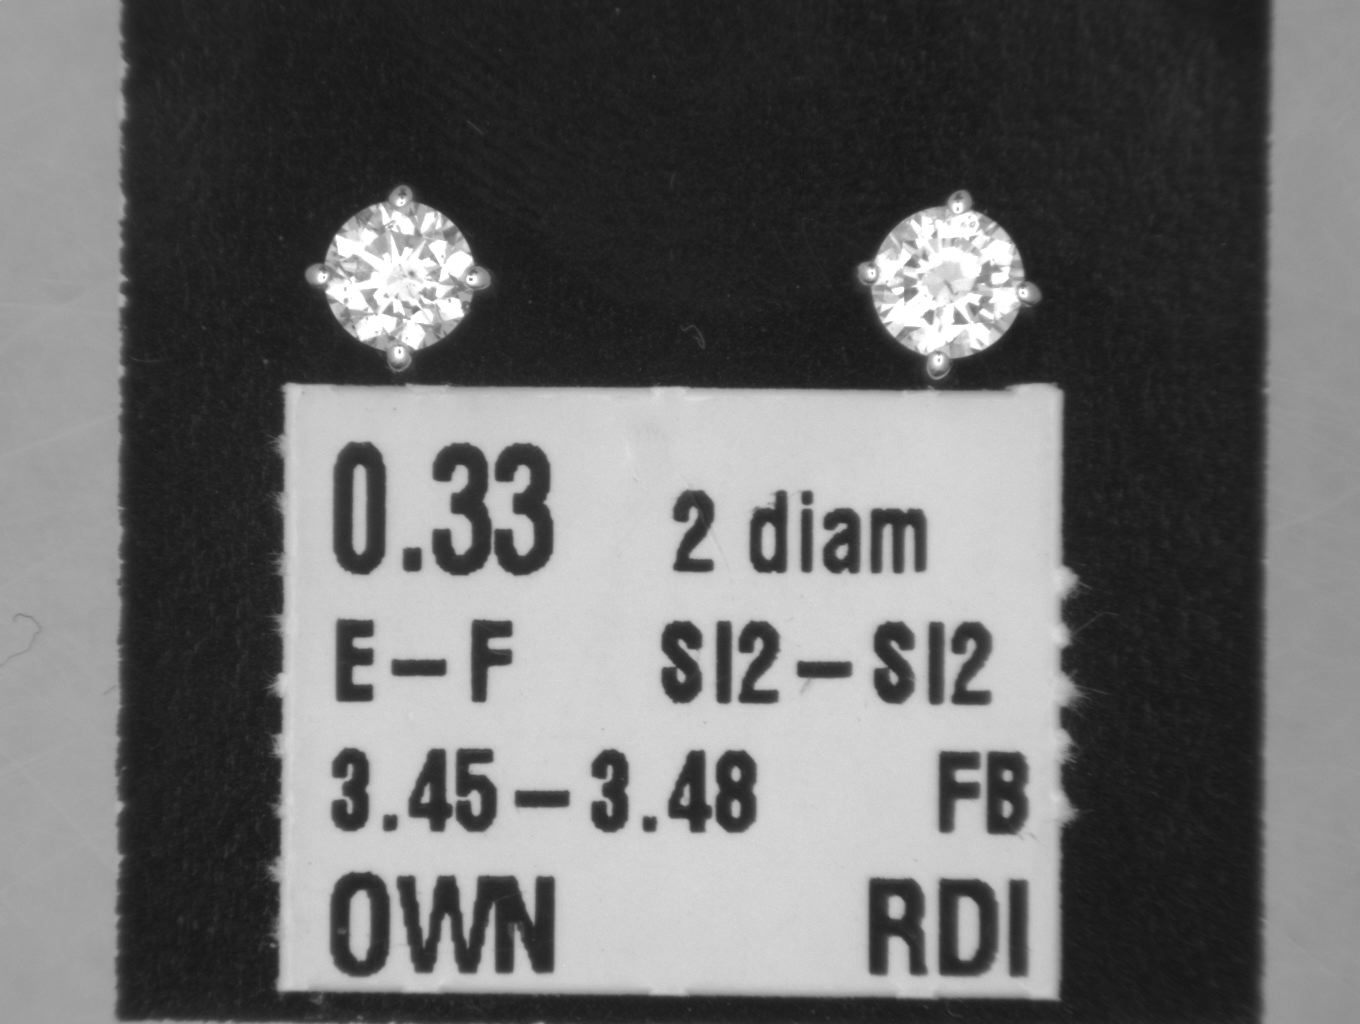 0.33 2 diam
E-F SI2-SI2
3.45-3.48 FB
OWN RDI